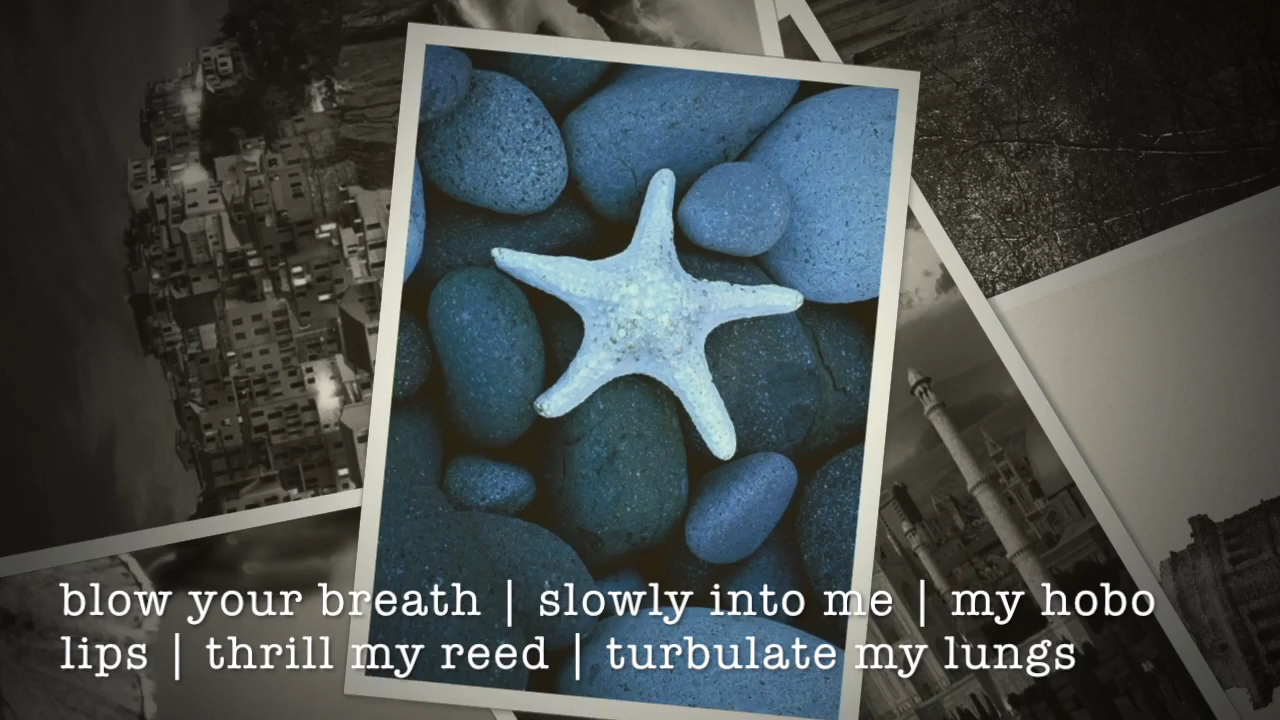 blow your breath | slowly into me | my hobo
lips | thrill my reed | turbulate my lungs